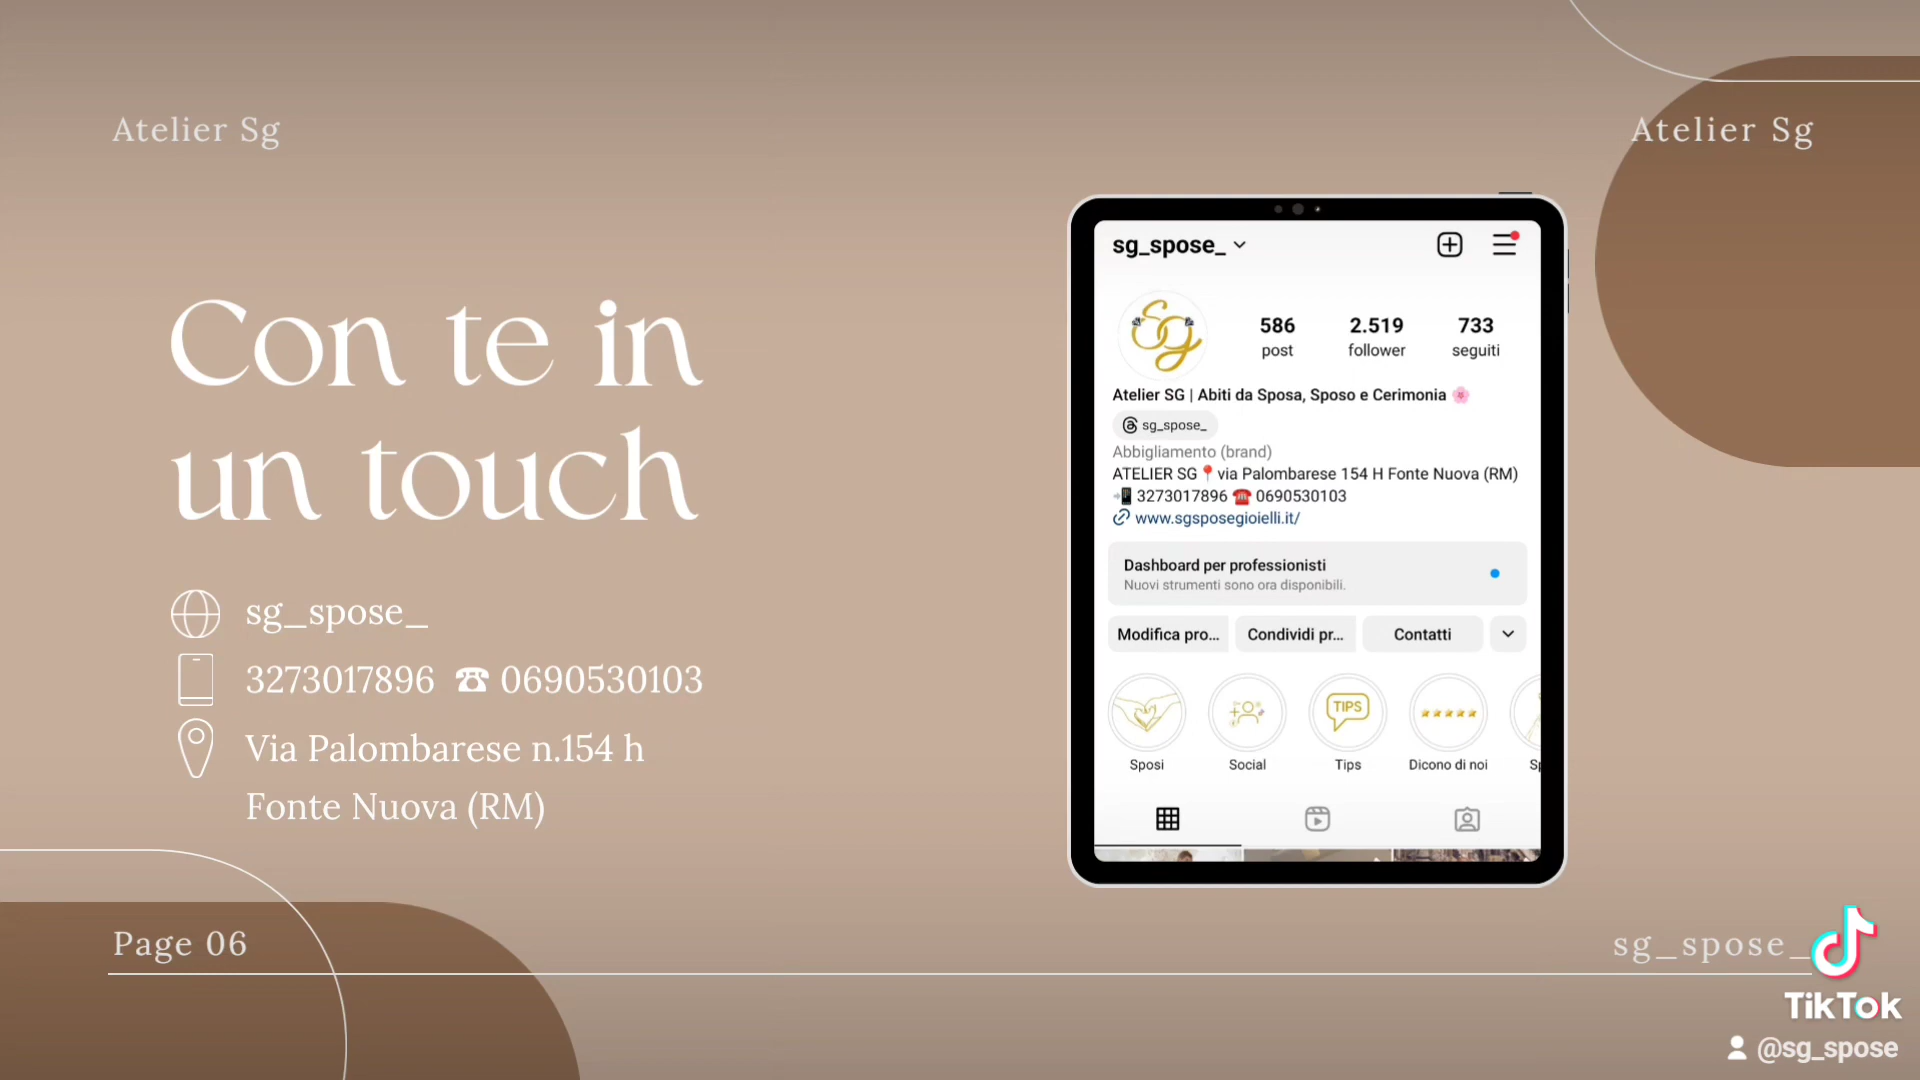 Atelier Sg
Atelier Sg
Con te in
un touch
sg_spose_
3273017896 ☎ 0690530103
Via Palombarese n.154 h
Fonte Nuova (RM)
Page 06
sg_spose_
sg_spose_
Sg
586 2.519 733
post follower seguiti
Atelier SG | Abiti da Sposa, Sposo e Cerimonia 🌸
sg_spose_
Abbigliamento (brand)
ATELIER SG📍via Palombarese 154 H Fonte Nuova (RM)
📲 3273017896 ☎️ 0690530103
www.sgsposegioielli.it/
Dashboard per professionisti
Nuovi strumenti sono ora disponibili.
Modifica pro... Condividi pr... Contatti
TIPS
Sposi Social Tips Dicono di noi Sp
TikTok
@sg_spose